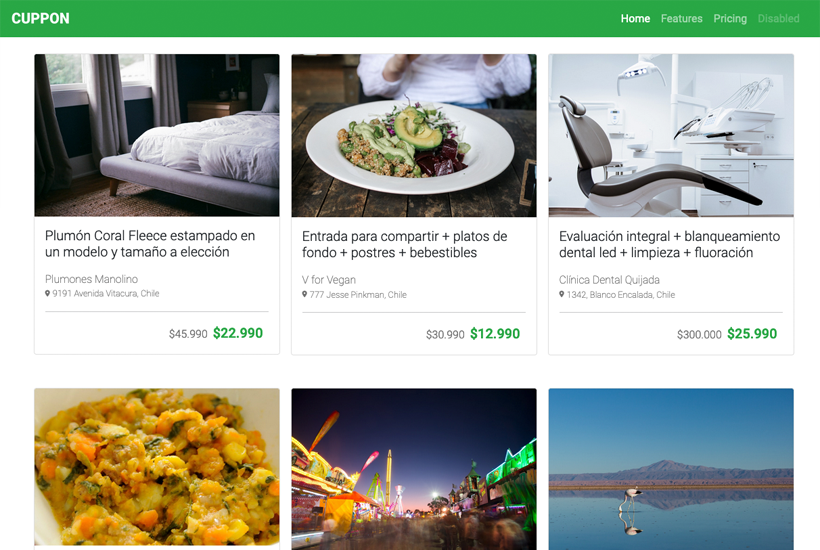 CUPPON
Home Features Pricing Disabled
Plumón Coral Fleece estampado en
un modelo y tamaño a elección
Plumones Manolino
9191 Avenida Vitacura, Chile
$45.990 $22.990
Entrada para compartir + platos de
fondo + postres + bebestibles
V for Vegan
777 Jesse Pinkman, Chile
$30.990 $12.990
Evaluación integral + blanqueamiento
dental led + limpieza + fluoración
Clínica Dental Quijada
1342, Blanco Encalada, Chile
$300.000 $25.990